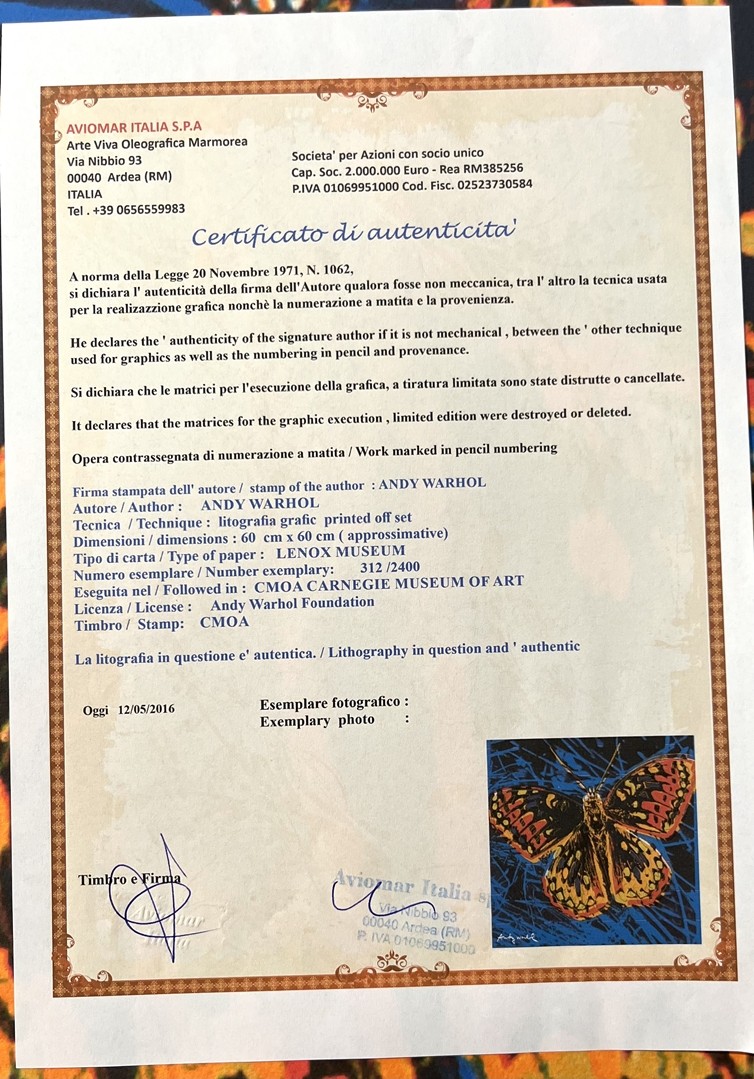 AVIOMAR ITALIA S.P.A
Arte Viva Oleografica Marmorea
Via Nibbio 93
00040 Ardea (RM)
ITALIA
Tel . +39 0656559983
Societa' per Azioni con socio unico
Cap. Soc. 2.000.000 Euro - Rea RM385256
P.IVA 01069951000 Cod. Fisc. 02523730584
Certificato di autenticita'
A norma della Legge 20 Novembre 1971, N. 1062,
si dichiara l' autenticità della firma dell'Autore qualora fosse non meccanica, tra l' altro la tecnica usata
per la realizazzione grafica nonchè la numerazione a matita e la provenienza.
He declares the ' authenticity of the signature author if it is not mechanical , between the ' other technique
used for graphics as well as the numbering in pencil and provenance.
Si dichiara che le matrici per l'esecuzione della grafica, a tiratura limitata sono state distrutte o cancellate.
It declares that the matrices for the graphic execution , limited edition were destroyed or deleted.
Opera contrassegnata di numerazione a matita / Work marked in pencil numbering
Firma stampata dell' autore / stamp of the author : ANDY WARHOL
Autore / Author : ANDY WARHOL
Tecnica / Technique : litografia grafic printed off set
Dimensioni / dimensions : 60 cm x 60 cm ( approssimative)
Tipo di carta / Type of paper : LENOX MUSEUM
Numero esemplare / Number exemplary: 312 /2400
Eseguita nel / Followed in : CMOA CARNEGIE MUSEUM OF ART
Licenza / License : Andy Warhol Foundation
Timbro / Stamp: CMOA
La litografia in questione e' autentica. / Lithography in question and ' authentic
Oggi 12/05/2016
Esemplare fotografico :
Exemplary photo :
Timbro e Firma
Aviomar Italia
Aviomar Italia sp
Via Nibbio 93
00040 Ardea (RM)
P. IVA 01069951000